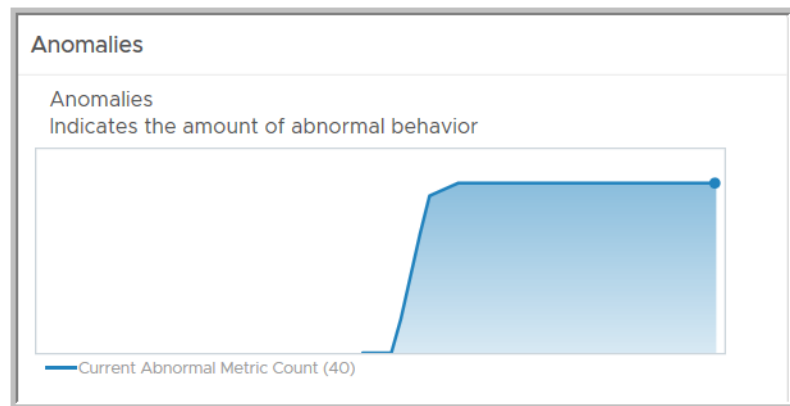 Anomalies
Anomalies
Indicates the amount of abnormal behavior
Current Abnormal Metric Count (40)